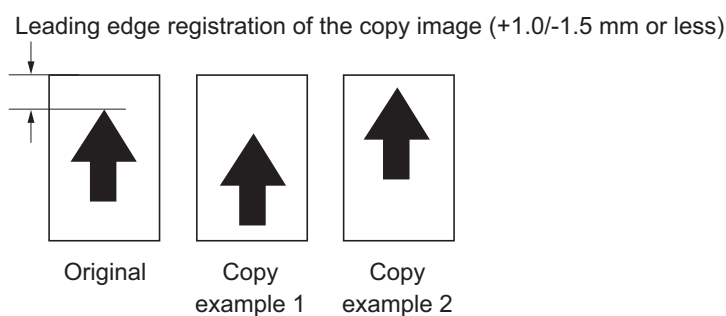 Leading edge registration of the copy image (+1.0/-1.5 mm or less)
Original
Copy
example 1
Copy
example 2